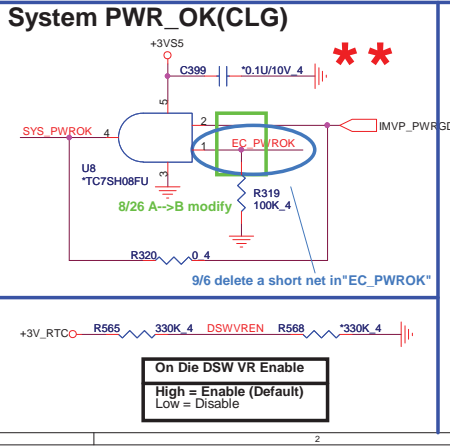 System PWR_OK(CLG)
+3VS5
C399 *0.1U/10V_4
**
5
2
IMVP_PWRGD
SYS_PWROK 4
1 EC_PWROK
3
U8
*TC7SH08FU
R319
100K_4
8/26 A-->B modify
R320 0_4
9/6 delete a short net in"EC_PWROK"
+3V_RTC R565 330K_4 DSWVREN R568 *330K_4
On Die DSW VR Enable
High = Enable (Default)
Low = Disable
2